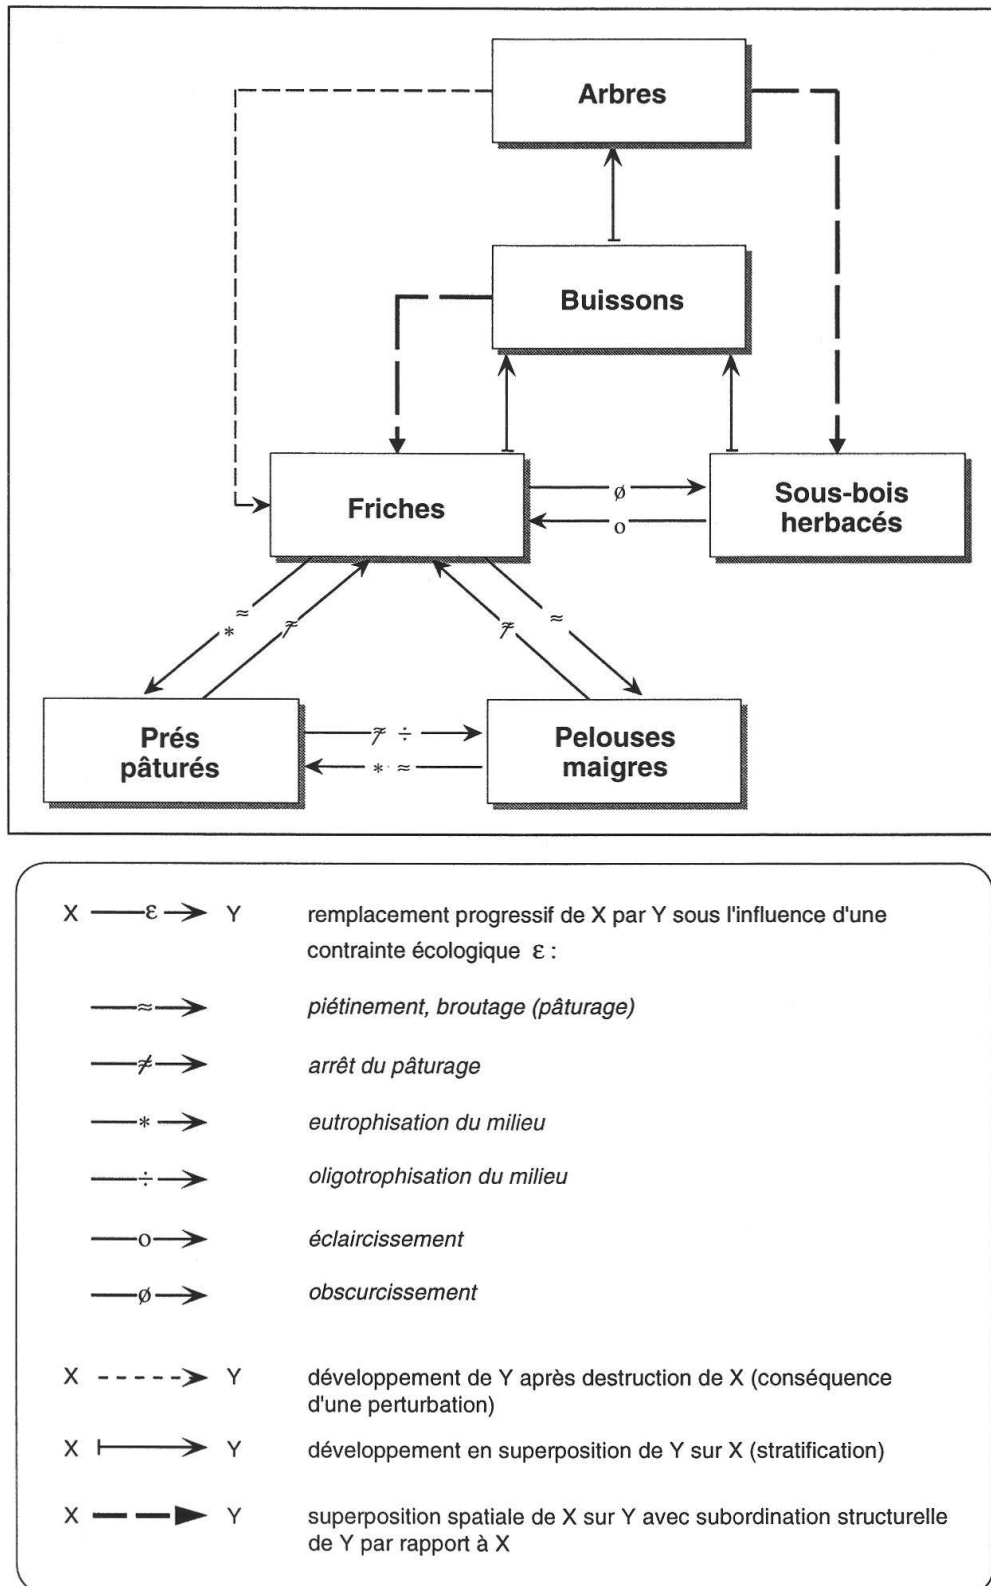 Arbres
Buissons
Friches
ø
o
Sous-bois
herbacés
≈
*
≉
≉
≈
Prés
pâturés
≉ ÷
* ≈
Pelouses
maigres
X ε Y remplacement progressif de X par Y sous l'influence d'une
contrainte écologique ε :
≈ piétinement, broutage (pâturage)
≉ arrêt du pâturage
* eutrophisation du milieu
÷ oligotrophisation du milieu
o éclaircissement
ø obscurcissement
X Y développement de Y après destruction de X (conséquence
d'une perturbation)
X Y développement en superposition de Y sur X (stratification)
X Y superposition spatiale de X sur Y avec subordination structurelle
de Y par rapport à X